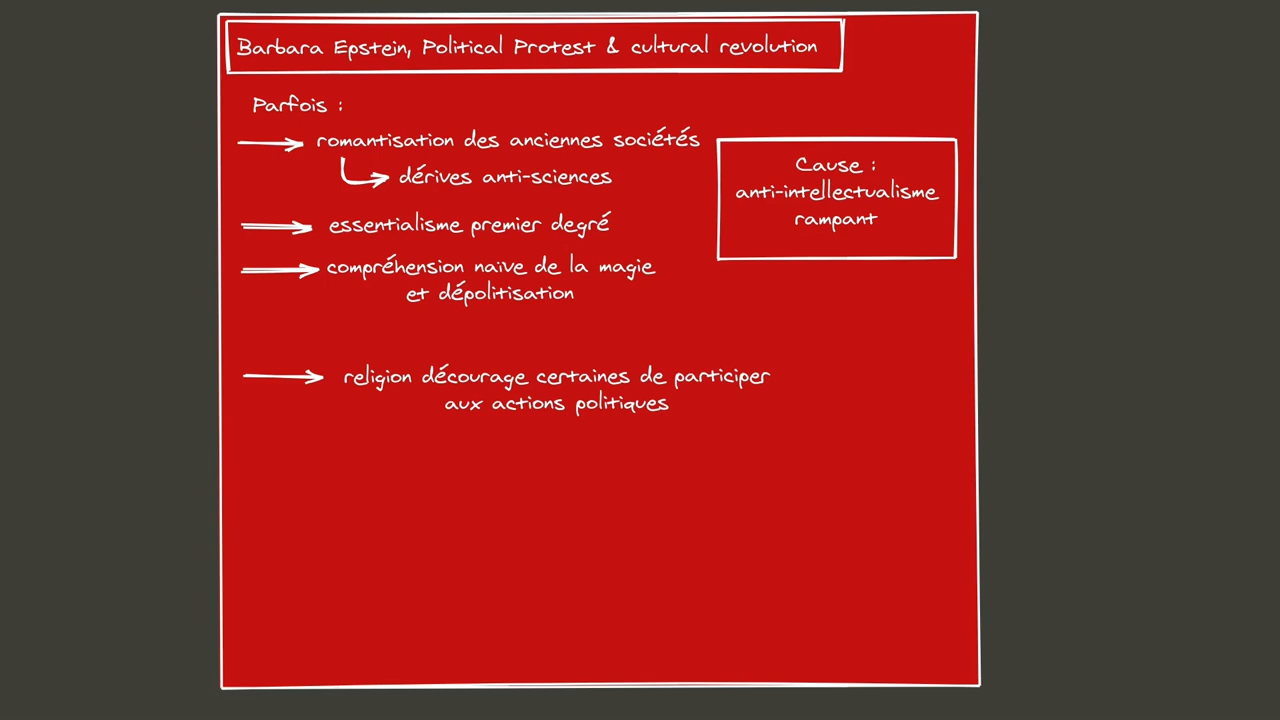 Barbara Epstein, Political Protest & cultural revolution
Parfois :
romantisation des anciennes sociétés
dérives anti-sciences
essentialisme premier degré
compréhension naïve de la magie
et dépolitisation
Cause :
anti-intellectualisme
rampant
religion décourage certaines de participer
aux actions politiques